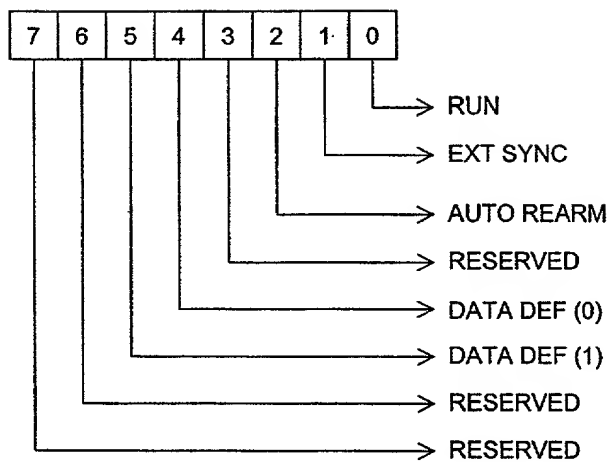 7 6 5 4 3 2 1 0
RUN
EXT SYNC
AUTO REARM
RESERVED
DATA DEF (0)
DATA DEF (1)
RESERVED
RESERVED